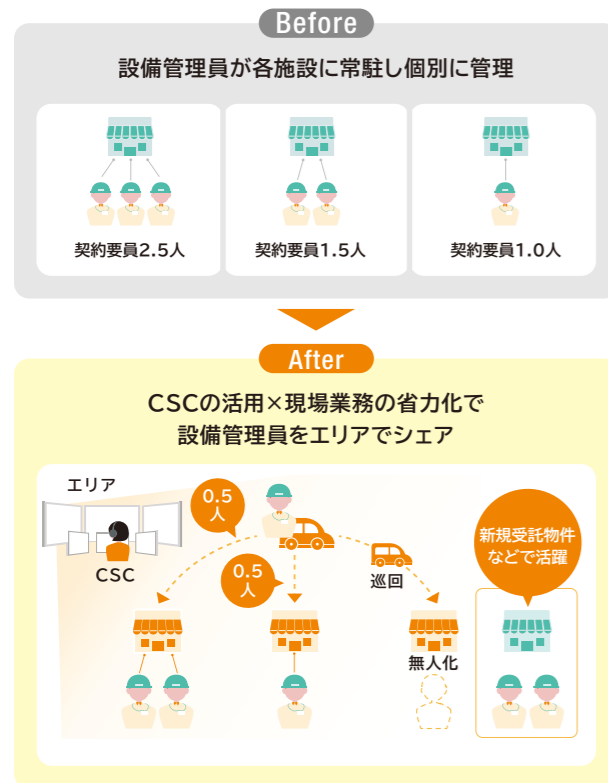 Before
設備管理員が各施設に常駐し個別に管理
契約要員2.5人
契約要員1.5人
契約要員1.0人
After
CSCの活用×現場業務の省力化で
設備管理員をエリアでシェア
エリア
CSC
0.5
人
0.5
人
巡回
無人化
新規受託物件
などで活躍